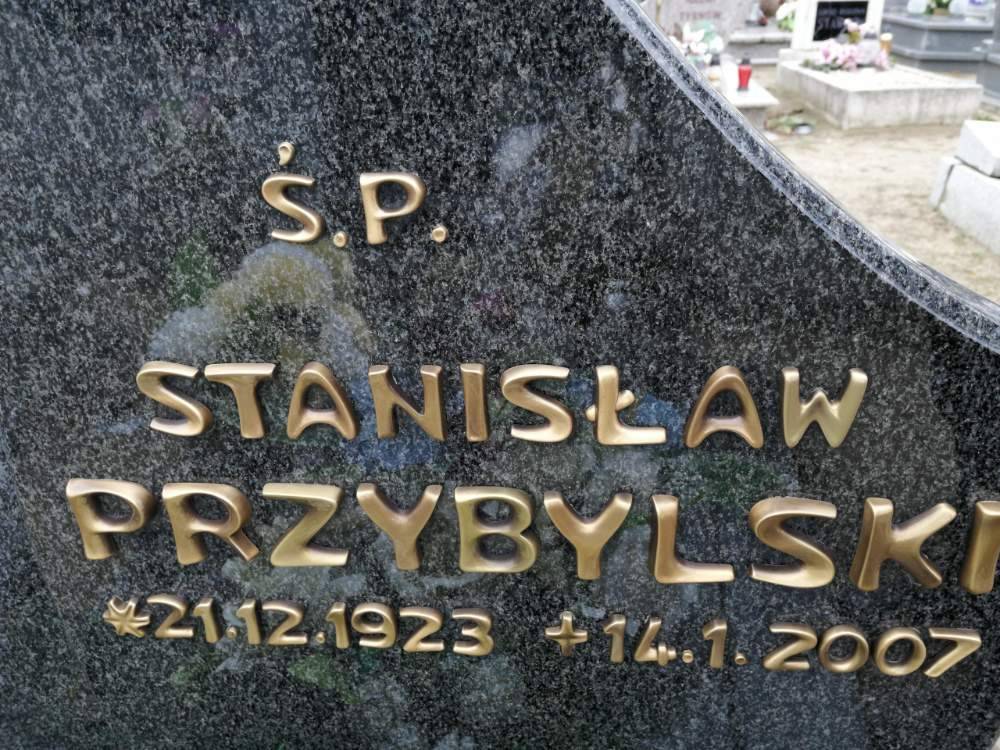 Ś.P.
STANISŁAW
PRZYBYLSKI
*21.12.1923 +14.1.2007